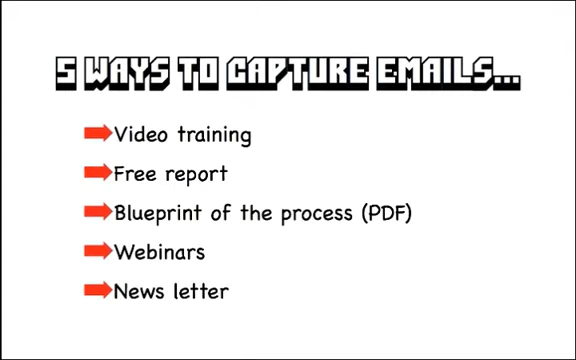 5 WAYS TO CAPTURE EMAILS...
Video training
Free report
Blueprint of the process (PDF)
Webinars
News letter